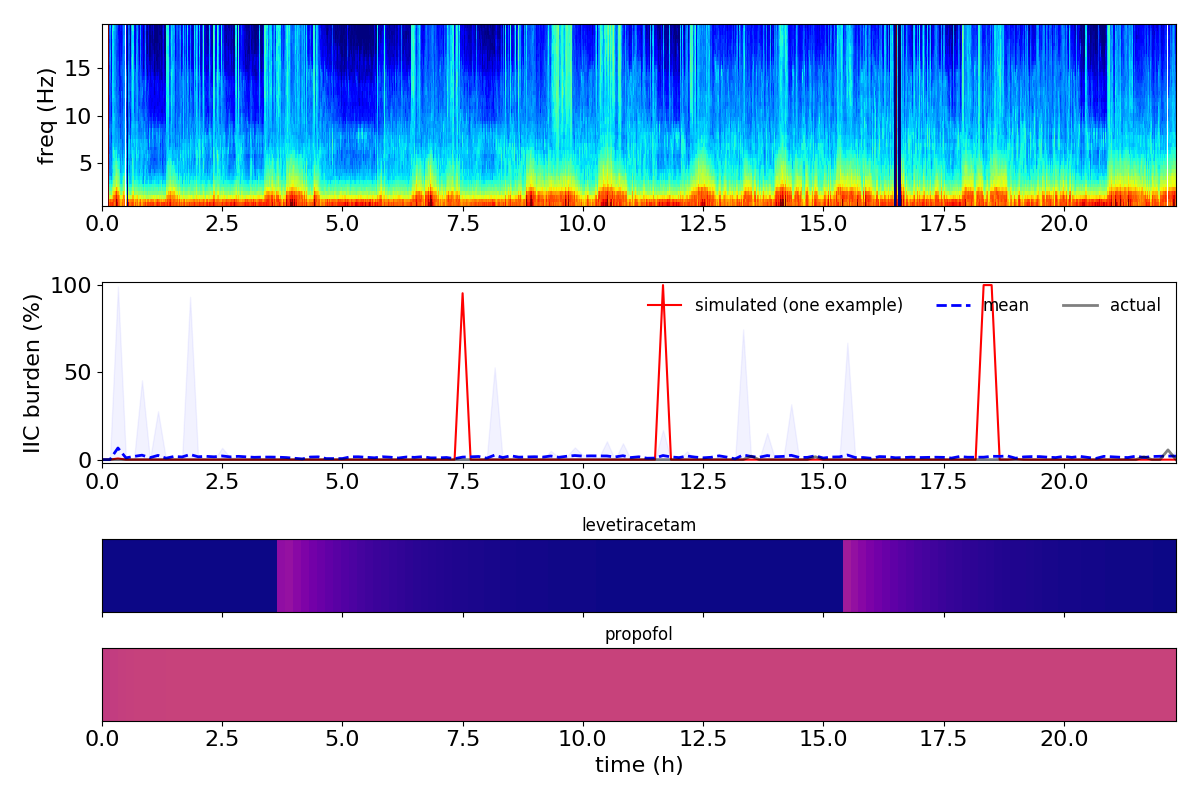 freq (Hz)
15
10
5
0.0 2.5 5.0 7.5 10.0 12.5 15.0 17.5 20.0
IIC burden (%)
100
50
0
simulated (one example) mean actual
0.0 2.5 5.0 7.5 10.0 12.5 15.0 17.5 20.0
levetiracetam
propofol
0.0 2.5 5.0 7.5 10.0 12.5 15.0 17.5 20.0
time (h)